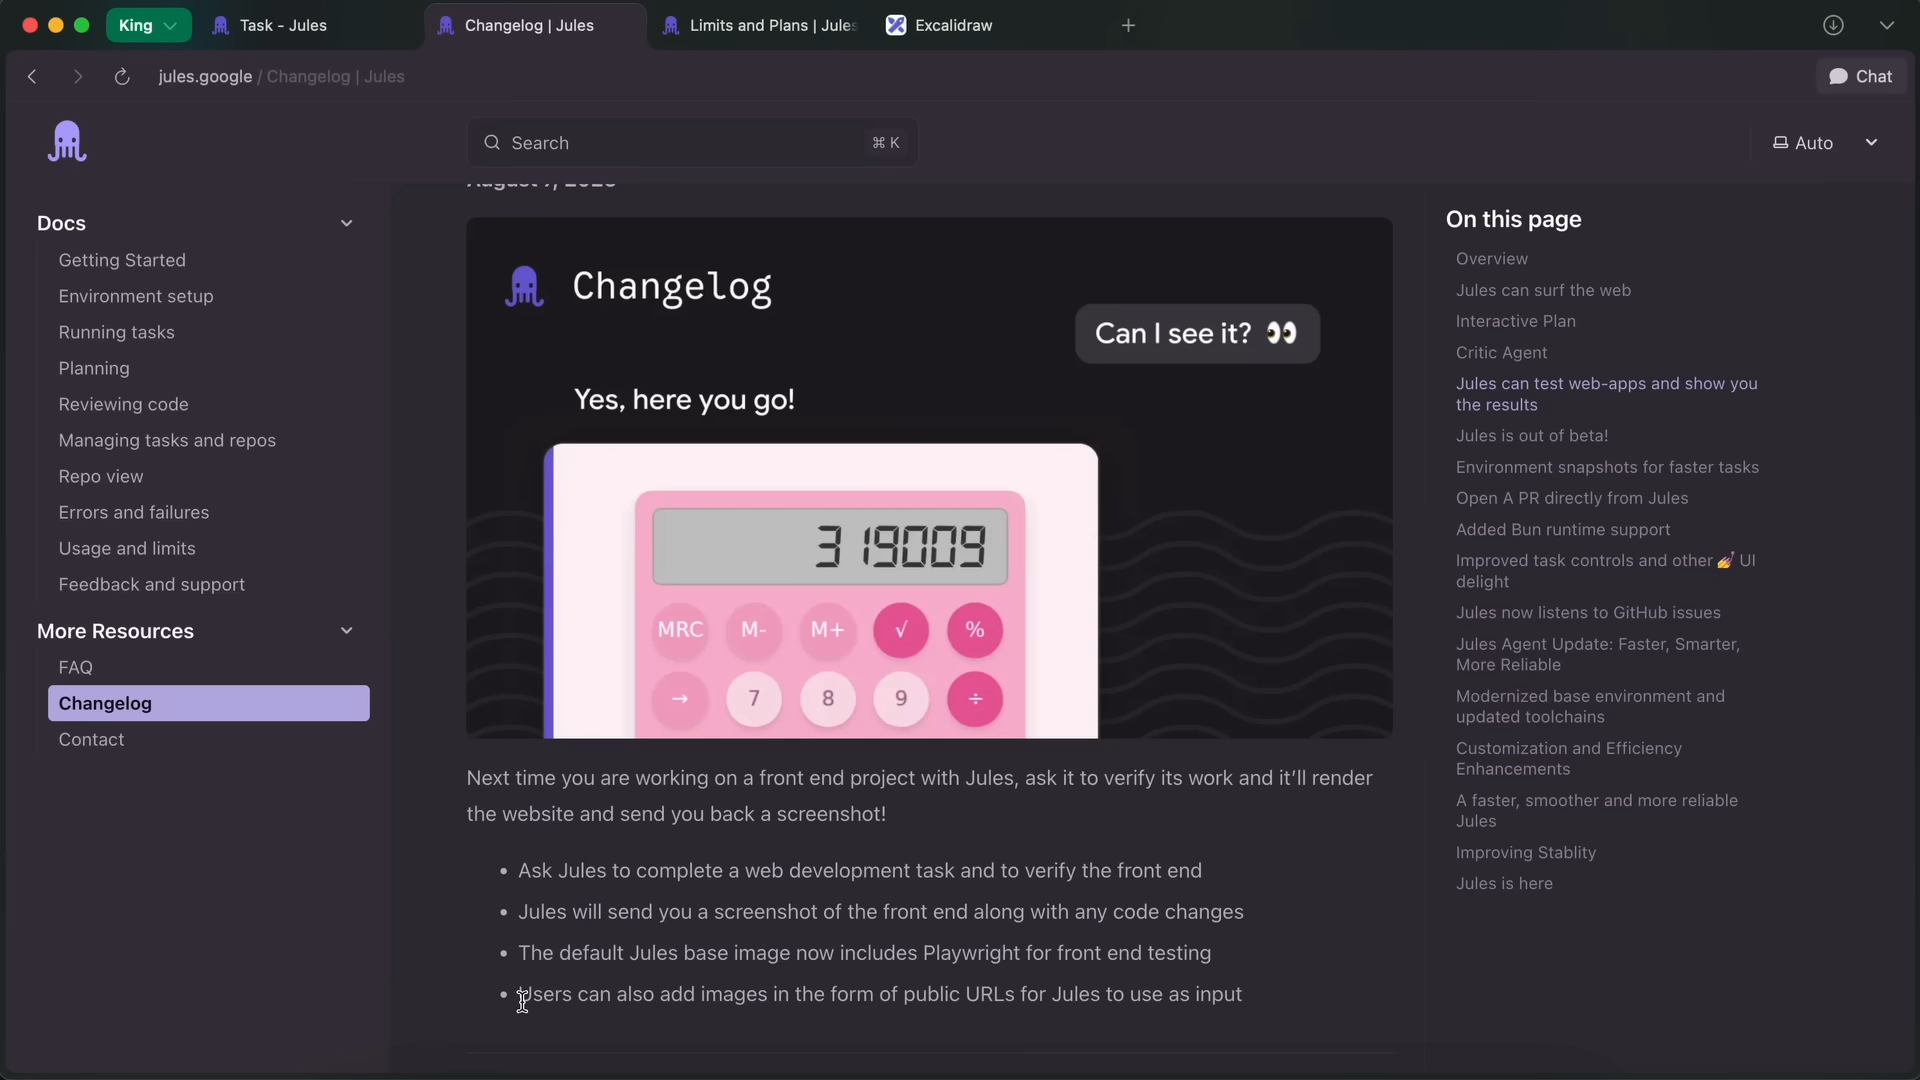 King
Task - Jules
Changelog | Jules
Limits and Plans | Jules
Excalidraw
jules.google / Changelog | Jules
Chat
Search
⌘ K
Auto
Docs
Getting Started
Environment setup
Running tasks
Planning
Reviewing code
Managing tasks and repos
Repo view
Errors and failures
Usage and limits
Feedback and support
More Resources
FAQ
Changelog
Contact
Changelog
Can I see it? 👀
Yes, here you go!
319009
MRC M- M+ √ %
→ 7 8 9 ÷
Next time you are working on a front end project with Jules, ask it to verify its work and it’ll render
the website and send you back a screenshot!
• Ask Jules to complete a web development task and to verify the front end
• Jules will send you a screenshot of the front end along with any code changes
• The default Jules base image now includes Playwright for front end testing
• Users can also add images in the form of public URLs for Jules to use as input
On this page
Overview
Jules can surf the web
Interactive Plan
Critic Agent
Jules can test web-apps and show you
the results
Jules is out of beta!
Environment snapshots for faster tasks
Open A PR directly from Jules
Added Bun runtime support
Improved task controls and other 💅 UI
delight
Jules now listens to GitHub issues
Jules Agent Update: Faster, Smarter,
More Reliable
Modernized base environment and
updated toolchains
Customization and Efficiency
Enhancements
A faster, smoother and more reliable
Jules
Improving Stablity
Jules is here